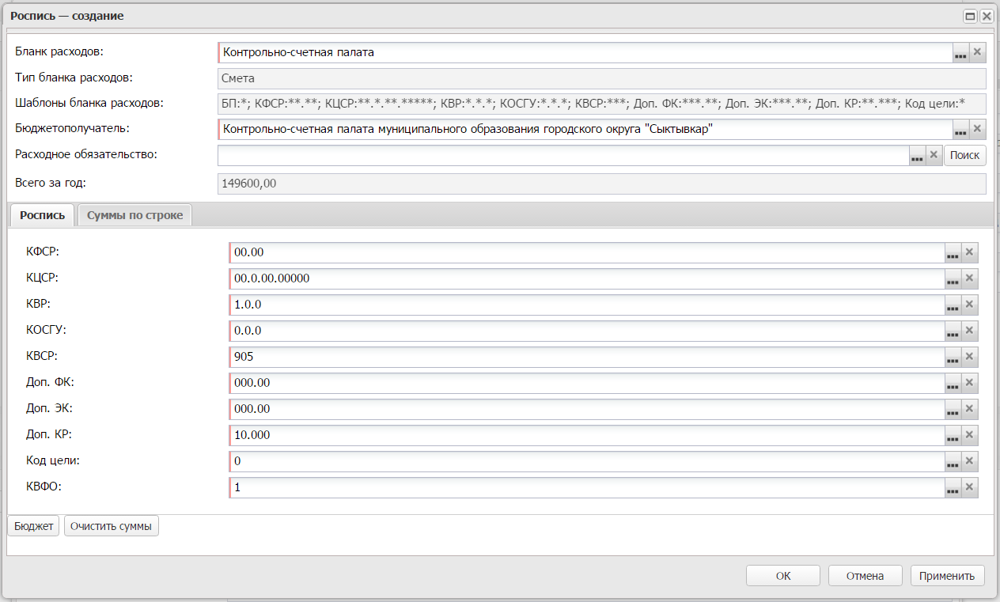 Роспись — создание
Бланк расходов: Контрольно-счетная палата ... ×
Тип бланка расходов: Смета
Шаблоны бланка расходов: БП:*; КФСР:**.**; КЦСР:**.*.**.*****; КВР:*.*.*; КОСГУ:*.*.*; КВСР:***; Доп. ФК:***.**; Доп. ЭК:***.**; Доп. КР:**.***; Код цели:*
Бюджетополучатель: Контрольно-счетная палата муниципального образования городского округа "Сыктывкар" ... ×
Расходное обязательство: ... × Поиск
Всего за год: 149600,00
Роспись Суммы по строке
КФСР: 00.00 ... ×
КЦСР: 00.0.00.00000 ... ×
КВР: 1.0.0 ... ×
КОСГУ: 0.0.0 ... ×
КВСР: 905 ... ×
Доп. ФК: 000.00 ... ×
Доп. ЭК: 000.00 ... ×
Доп. КР: 10.000 ... ×
Код цели: 0 ... ×
КВФО: 1 ... ×
Бюджет Очистить суммы
ОК Отмена Применить